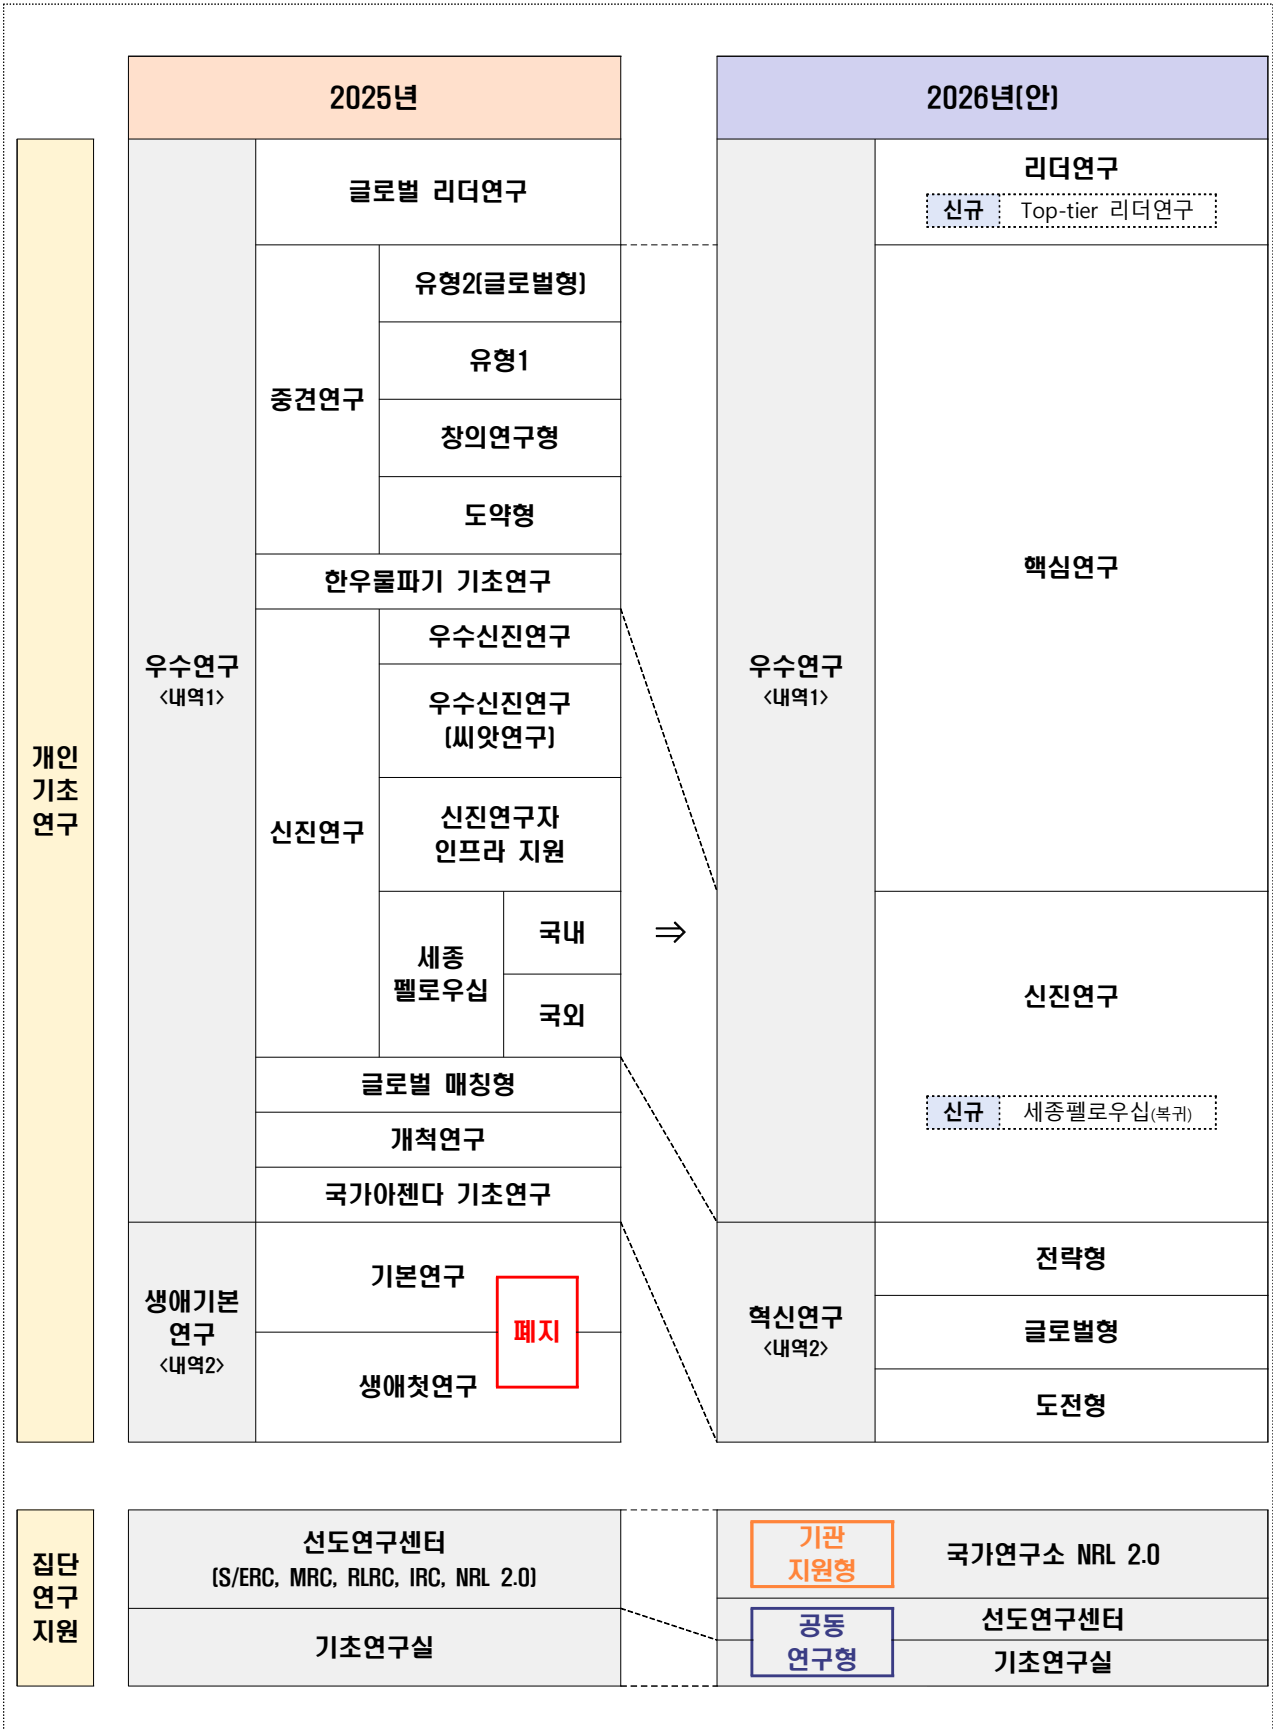 2025년
2026년(안)
개인
기초
연구
우수연구
<내역1>
글로벌 리더연구
중견연구
유형2(글로벌형)
유형1
창의연구형
도약형
한우물파기 기초연구
신진연구
우수신진연구
우수신진연구
(씨앗연구)
신진연구자
인프라 지원
세종
펠로우십
국내
국외
글로벌 매칭형
개척연구
국가아젠다 기초연구
생애기본
연구
<내역2>
기본연구
생애첫연구
폐지
⇒
우수연구
<내역1>
리더연구
신규 Top-tier 리더연구
핵심연구
신진연구
신규 세종펠로우십(복귀)
혁신연구
<내역2>
전략형
글로벌형
도전형
집단
연구
지원
선도연구센터
(S/ERC, MRC, RLRC, IRC, NRL 2.0)
기초연구실
기관
지원형
국가연구소 NRL 2.0
공동
연구형
선도연구센터
기초연구실